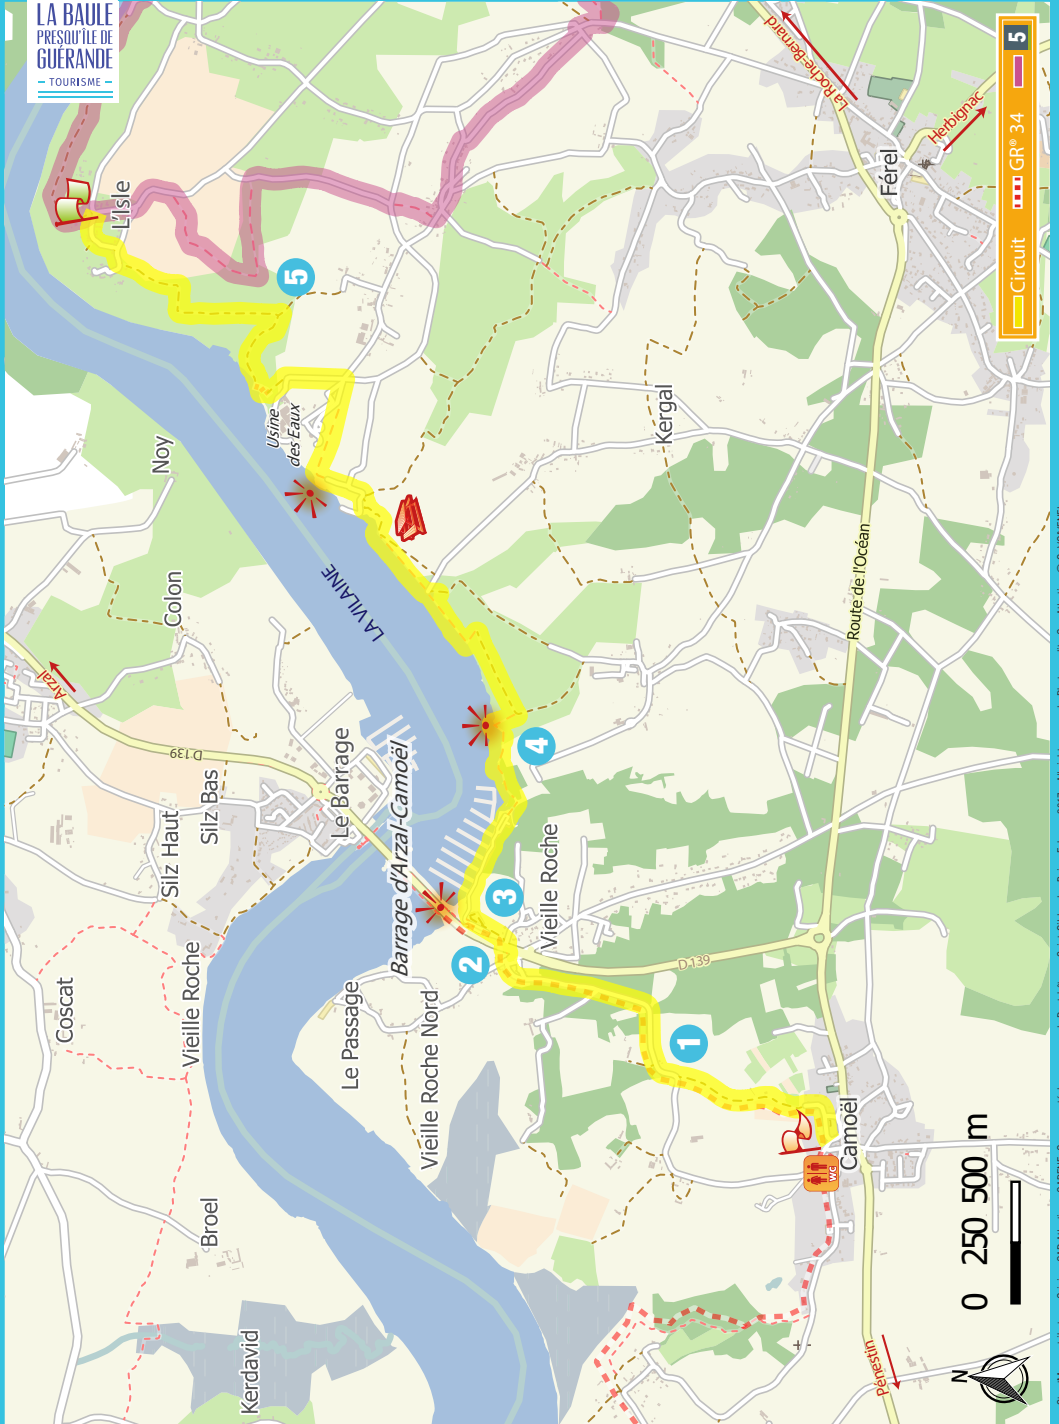 LA BAULE
PRESQU'ÎLE DE
GUÉRANDE
TOURISME
L'Isle
La Roche-Bernard
Herbignac
Férel
Circuit
GR® 34
5
5
Usine
des Eaux
Noy
Kergal
LA VILAINE
Colon
Arzal
D 139
Route de l'Océan
Silz Bas
Silz Haut
Le Barrage
Barrage d'Arzal-Camoël
4
3
Vieille Roche
2
D 139
Coscat
Vieille Roche
Le Passage
Vieille Roche Nord
1
Camoël
WC
Broel
Kerdavid
Pénestin
0 250 500 m
N